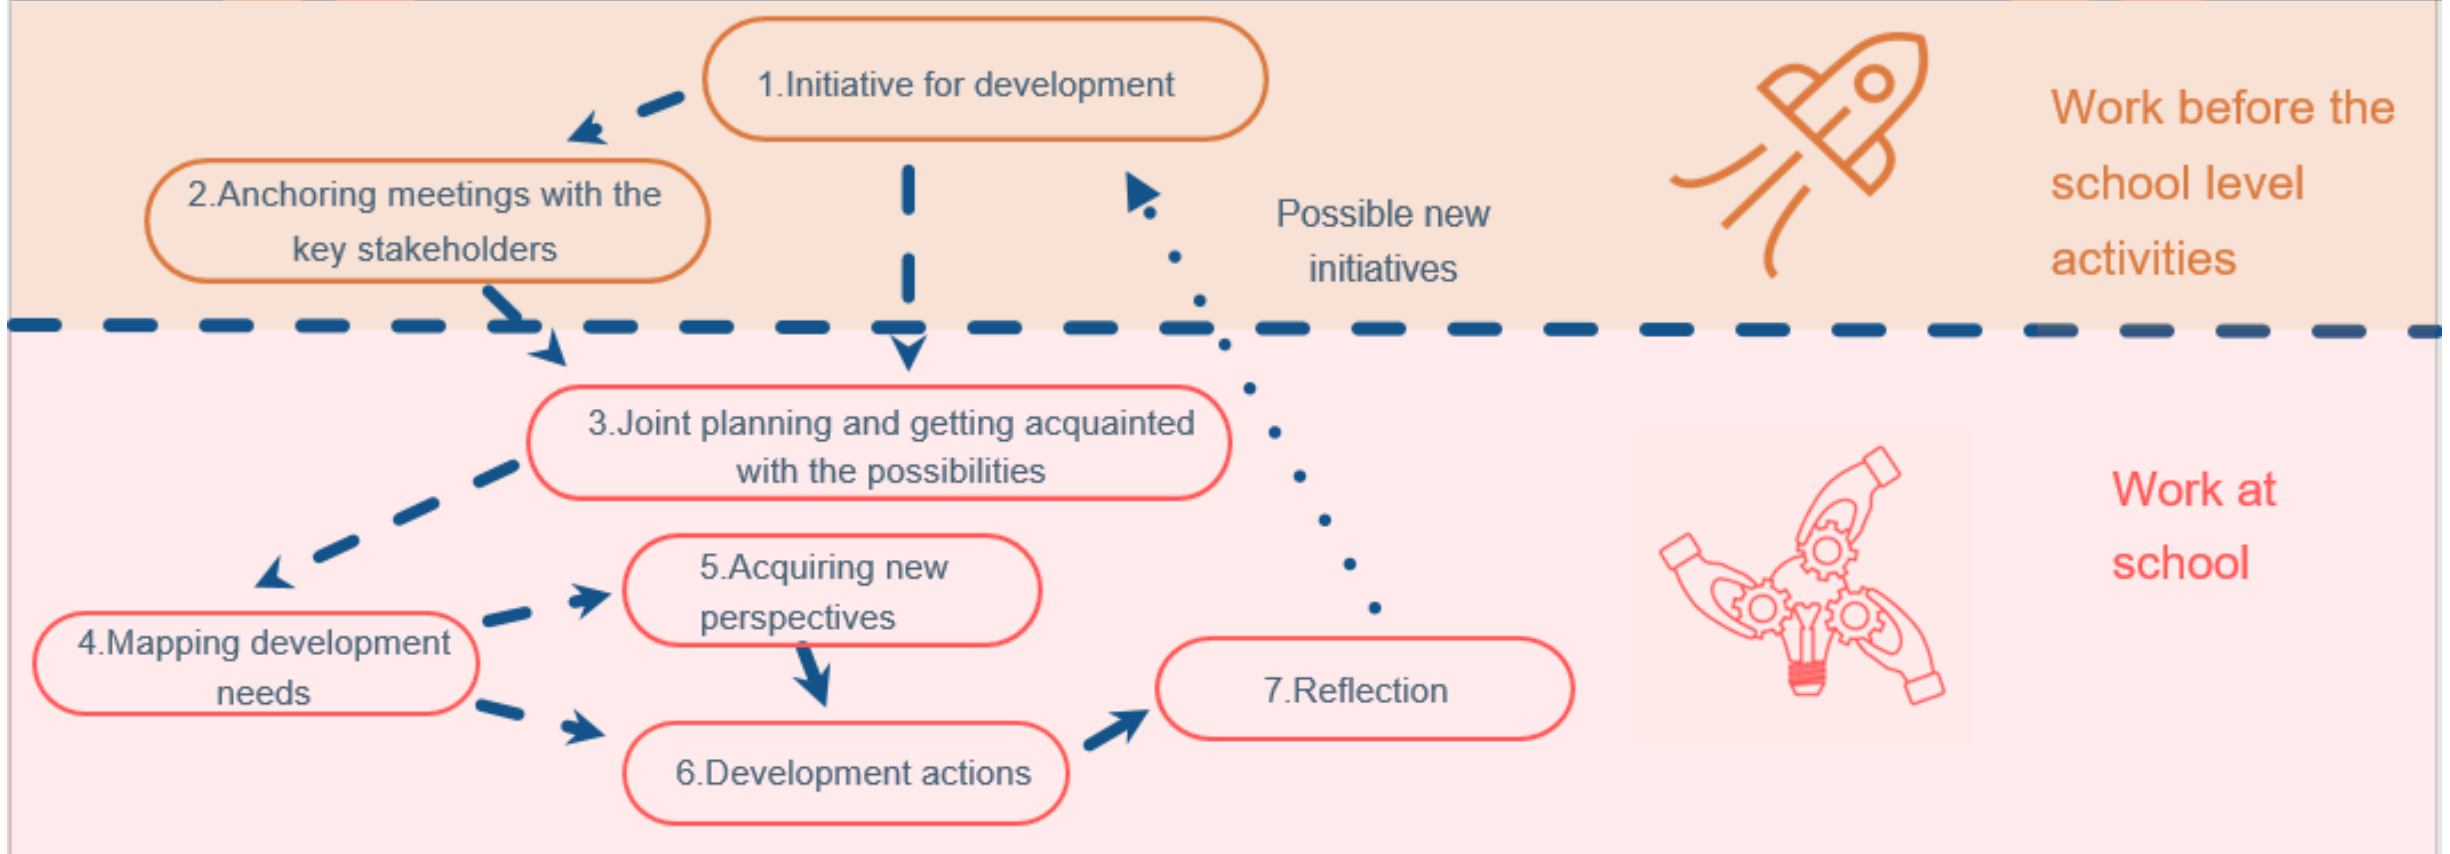 1.Initiative for development
2.Anchoring meetings with the
key stakeholders
Possible new
initiatives
Work before the
school level
activities
3.Joint planning and getting acquainted
with the possibilities
4.Mapping development
needs
5.Acquiring new
perspectives
6.Development actions
7.Reflection
Work at
school